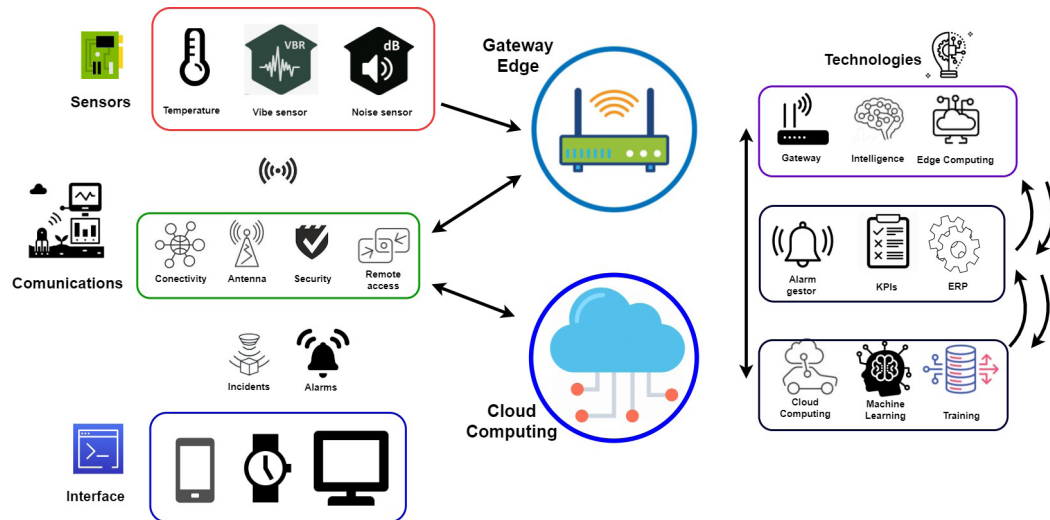 Sensors
VBR
dB
Temperature
Vibe sensor
Noise sensor
Gateway
Edge
Technologies
Gateway
Intelligence
Edge Computing
Comunications
Conectivity
Antenna
Security
Remote
access
Alarm
gestor
KPIs
ERP
Incidents
Alarms
Cloud
Computing
Cloud
Computing
Machine
Learning
Training
Interface